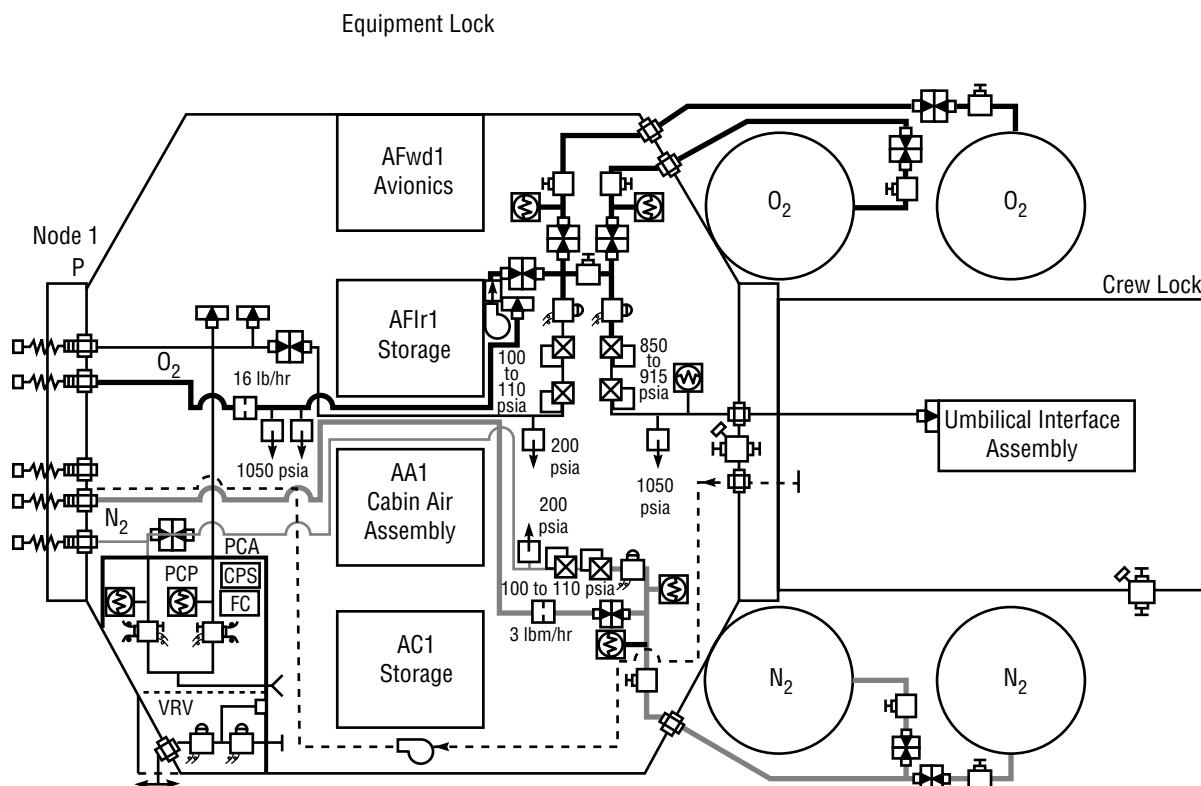 Equipment Lock
AFwd1
Avionics
O2
O2
Node 1
P
Crew Lock
AFlr1
Storage
O2
16 lb/hr
100
to
110
psia
850
to
915
psia
1050 psia
200
psia
1050
psia
Umbilical Interface
Assembly
AA1
Cabin Air
Assembly
N2
200
psia
PCA
PCP
CPS
FC
100 to 110 psia
3 lbm/hr
AC1
Storage
N2
N2
VRV